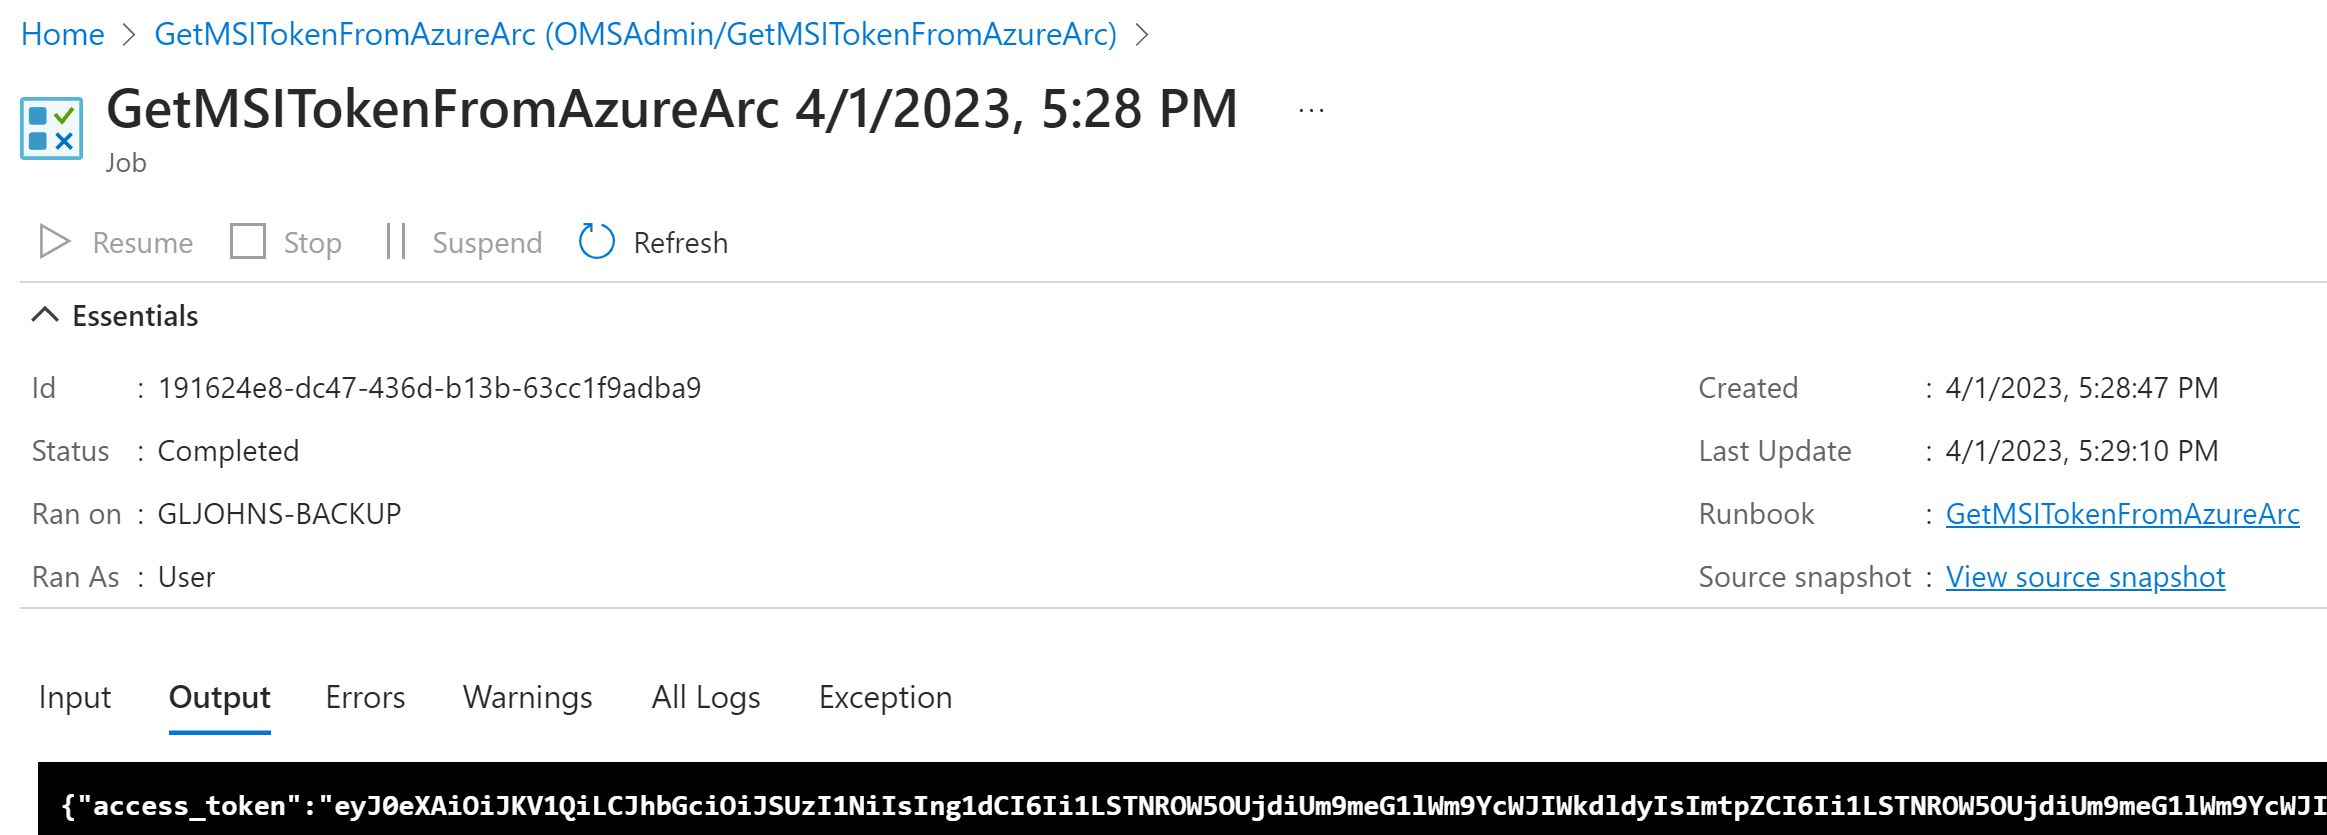 Home > GetMSITokenFromAzureArc (OMSAdmin/GetMSITokenFromAzureArc) >
GetMSITokenFromAzureArc 4/1/2023, 5:28 PM ...
Job
Resume Stop Suspend Refresh
Essentials
Id : 191624e8-dc47-436d-b13b-63cc1f9adba9
Created : 4/1/2023, 5:28:47 PM
Status : Completed
Last Update : 4/1/2023, 5:29:10 PM
Ran on : GLJOHNS-BACKUP
Runbook : GetMSITokenFromAzureArc
Ran As : User
Source snapshot : View source snapshot
Input Output Errors Warnings All Logs Exception
{"access_token":"eyJ0eXAiOiJKV1QiLCJhbGciOiJSUzI1NiIsIng1dCI6Ii1LSTNROW5OUjdiUm9meG1lWm9YcWJIWkdldyIsImtpZCI6Ii1LSTNROW5OUjdiUm9meG1lWm9YcWJI